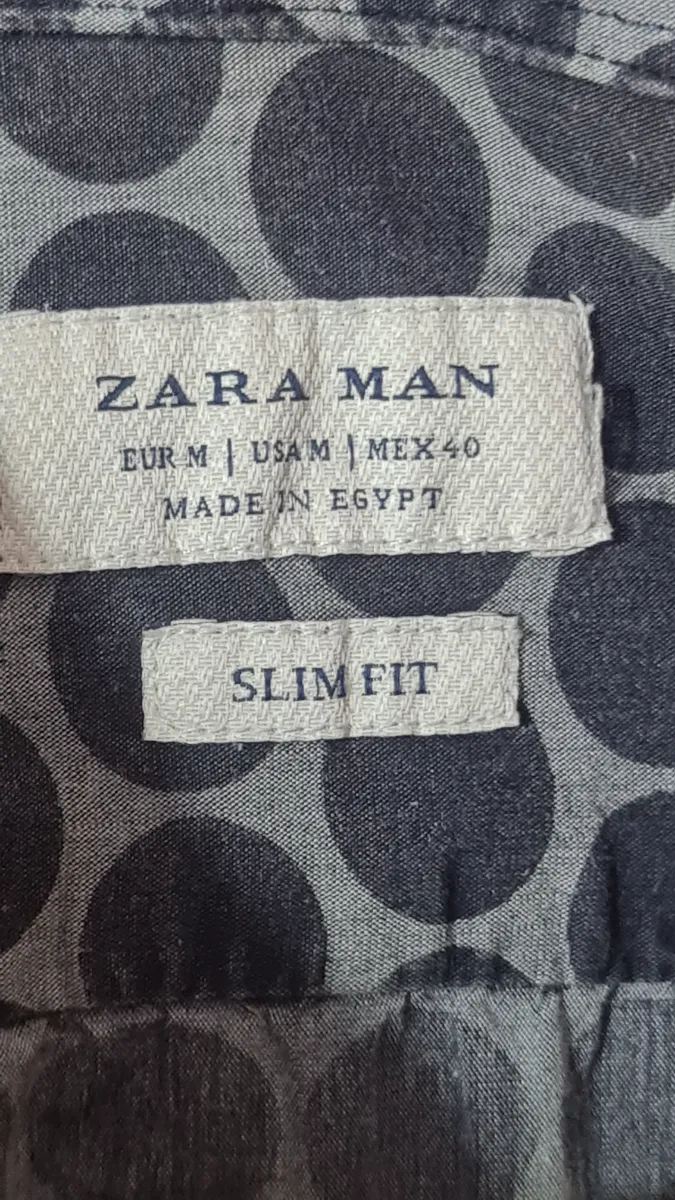 ZARA MAN
EUR M | USA M | MEX 40
MADE IN EGYPT
SLIM FIT